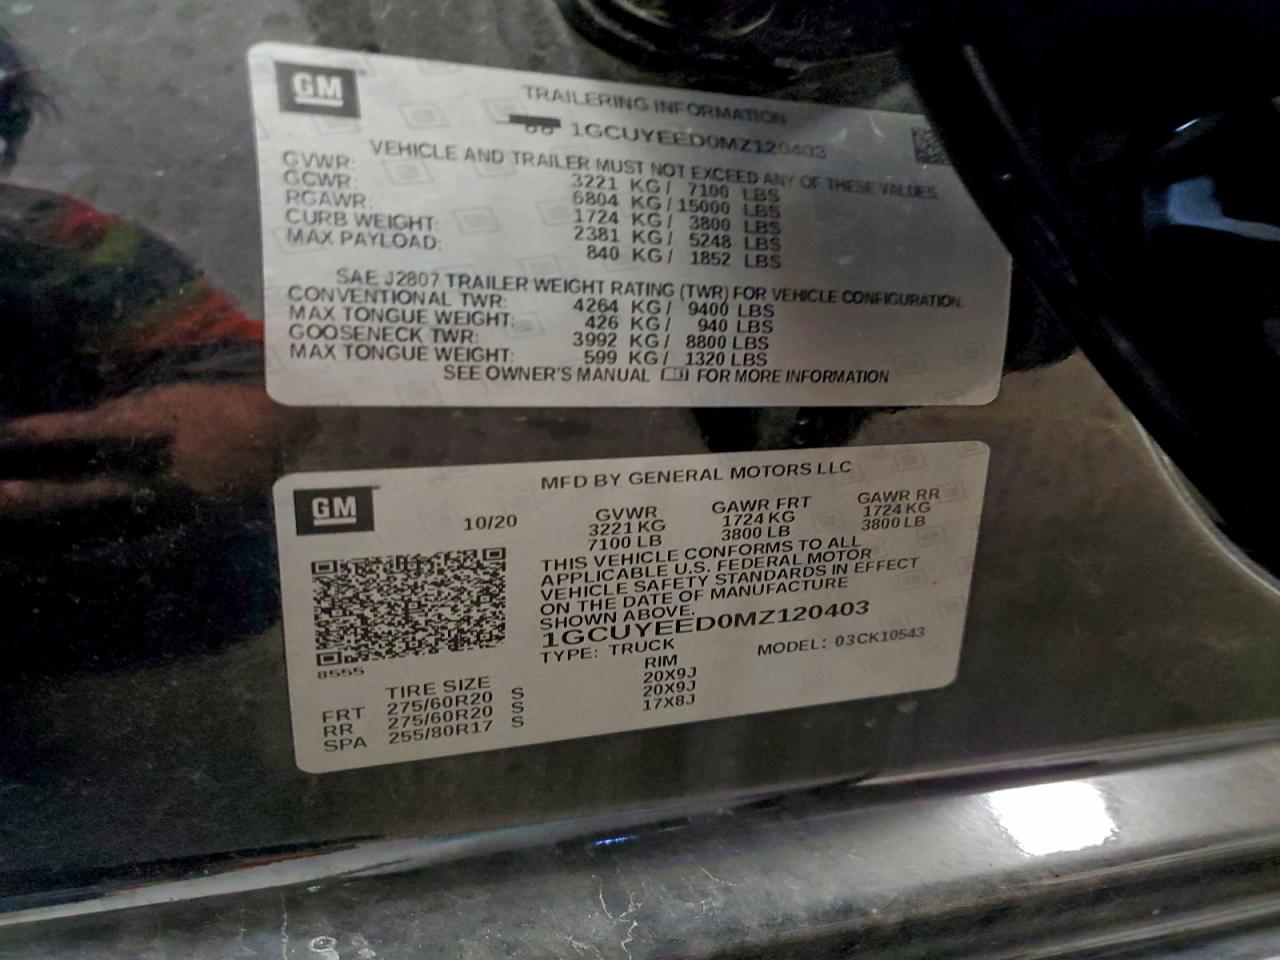 GM
TRAILERING INFORMATION
1GCUYEED0MZ120403
VEHICLE AND TRAILER MUST NOT EXCEED ANY OF THESE VALUES.
GVWR: 3221 KG / 7100 LBS
GCWR: 6804 KG / 15000 LBS
RGAWR: 1724 KG / 3800 LBS
CURB WEIGHT: 2381 KG / 5248 LBS
MAX PAYLOAD: 840 KG / 1852 LBS
SAE J2807 TRAILER WEIGHT RATING (TWR) FOR VEHICLE CONFIGURATION.
CONVENTIONAL TWR: 4264 KG / 9400 LBS
MAX TONGUE WEIGHT: 426 KG / 940 LBS
GOOSENECK TWR: 3992 KG / 8800 LBS
MAX TONGUE WEIGHT: 599 KG / 1320 LBS
SEE OWNER'S MANUAL FOR MORE INFORMATION
GM
MFD BY GENERAL MOTORS LLC
10/20 GVWR GAWR FRT GAWR RR
3221 KG 1724 KG 1724 KG
7100 LB 3800 LB 3800 LB
THIS VEHICLE CONFORMS TO ALL
APPLICABLE U.S. FEDERAL MOTOR
VEHICLE SAFETY STANDARDS IN EFFECT
ON THE DATE OF MANUFACTURE
SHOWN ABOVE.
1GCUYEED0MZ120403
TYPE: TRUCK MODEL: 03CK10543
8555
TIRE SIZE RIM
FRT 275/60R20 S 20X9J
RR 275/60R20 S 20X9J
SPA 255/80R17 S 17X8J